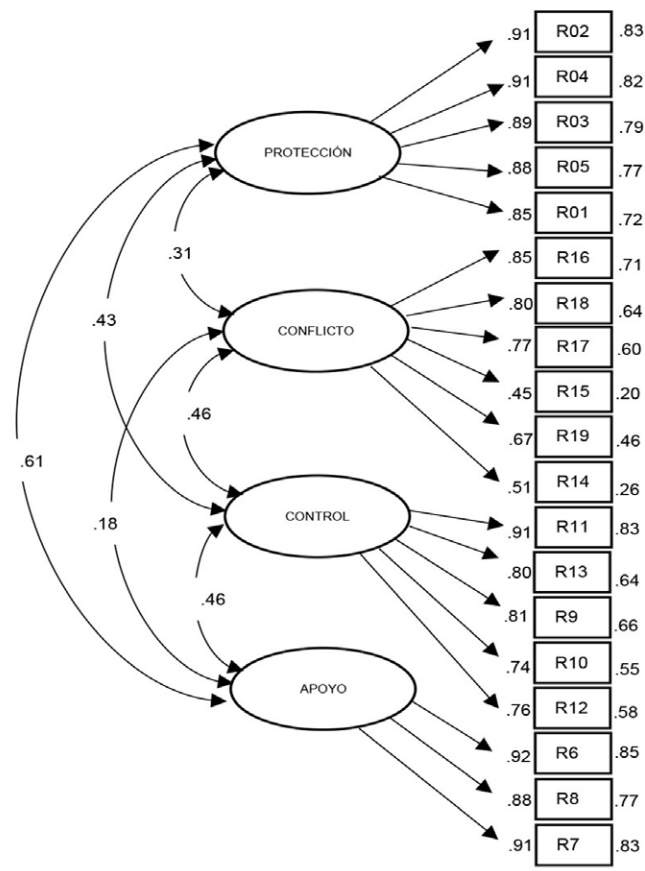 .91 R02 .83
.91 R04 .82
.89 R03 .79
PROTECCIÓN
.88 R05 .77
.85 R01 .72
.31
.85 R16 .71
.80 R18 .64
.43
CONFLICTO
.77 R17 .60
.45 R15 .20
.46
.67 R19 .46
.61
.51 R14 .26
CONTROL
.18
.91 R11 .83
.80 R13 .64
.46
.81 R9 .66
.74 R10 .55
APOYO
.76 R12 .58
.92 R6 .85
.88 R8 .77
.91 R7 .83